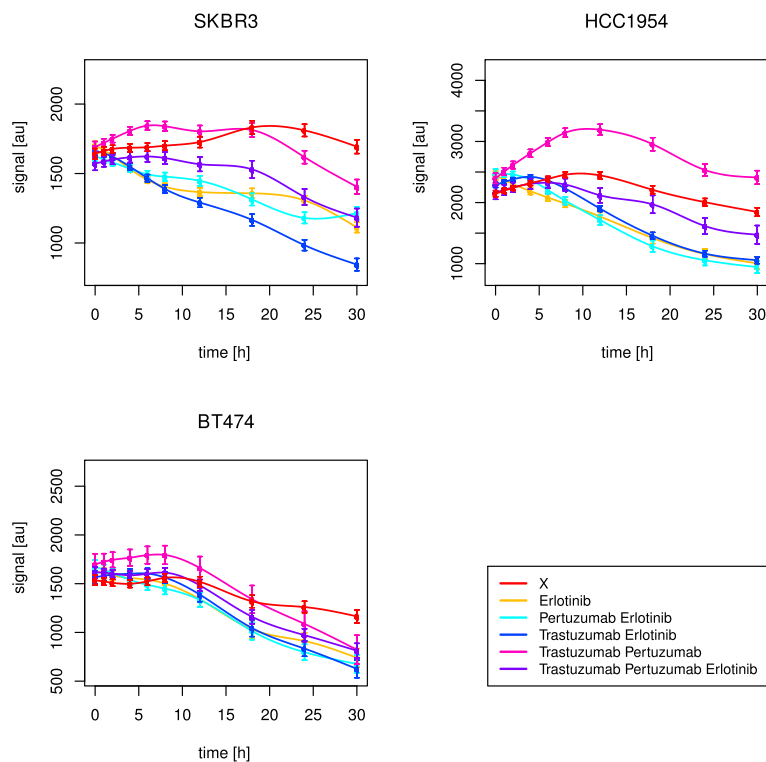 SKBR3
HCC1954
signal [au]
1000 1500 2000
0 5 10 15 20 25 30
time [h]
signal [au]
1000 2000 3000 4000
0 5 10 15 20 25 30
time [h]
BT474
signal [au]
500 1000 1500 2000 2500
0 5 10 15 20 25 30
time [h]
X
Erlotinib
Pertuzumab Erlotinib
Trastuzumab Erlotinib
Trastuzumab Pertuzumab
Trastuzumab Pertuzumab Erlotinib